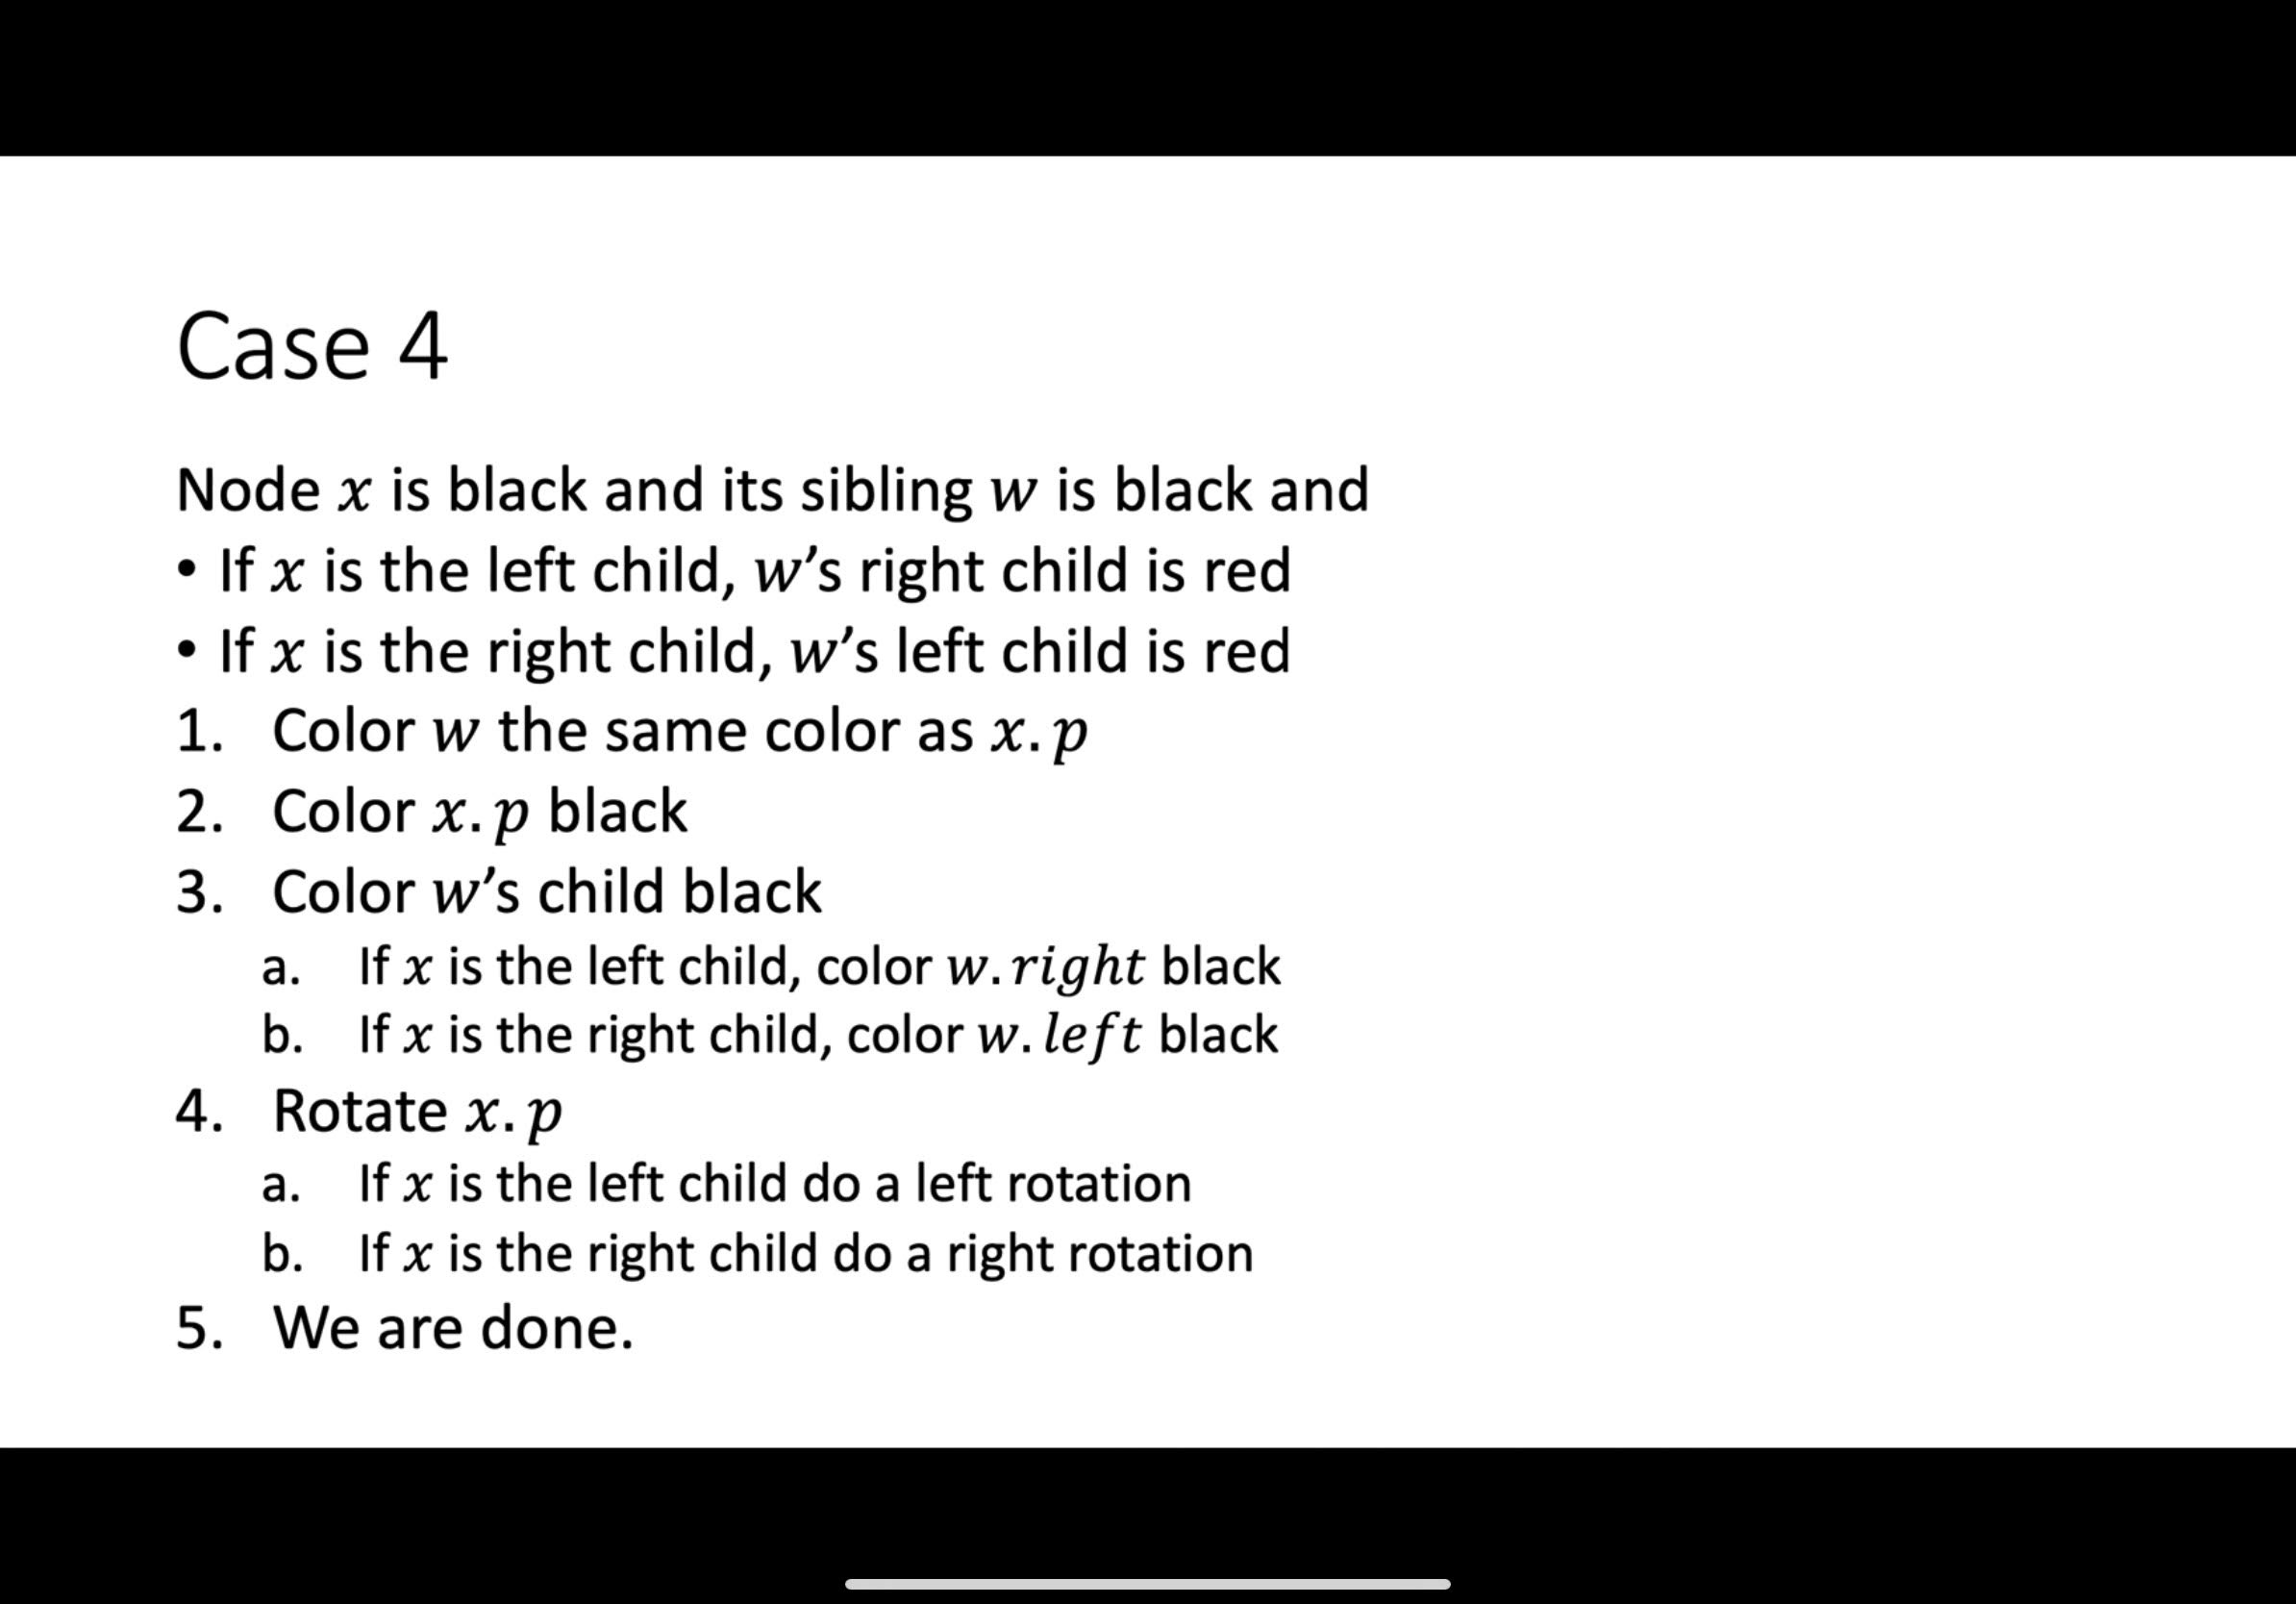 Case 4
Node x is black and its sibling w is black and
• If x is the left child, w’s right child is red
• If x is the right child, w’s left child is red
1. Color w the same color as x.p
2. Color x.p black
3. Color w’s child black
a. If x is the left child, color w.right black
b. If x is the right child, color w.left black
4. Rotate x.p
a. If x is the left child do a left rotation
b. If x is the right child do a right rotation
5. We are done.